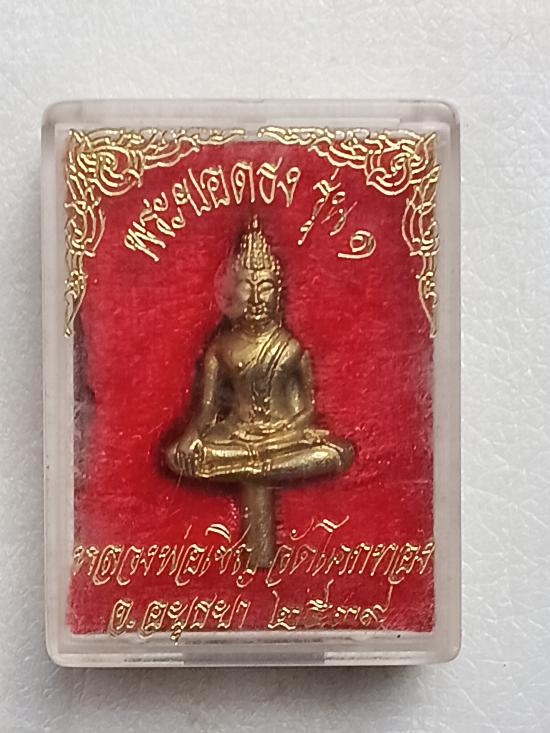 พระยอดธง รุ่น ๑
หลวงพ่อเชิญ วัดโคกทอง
จ.อยุธยา ๒๕๓๙